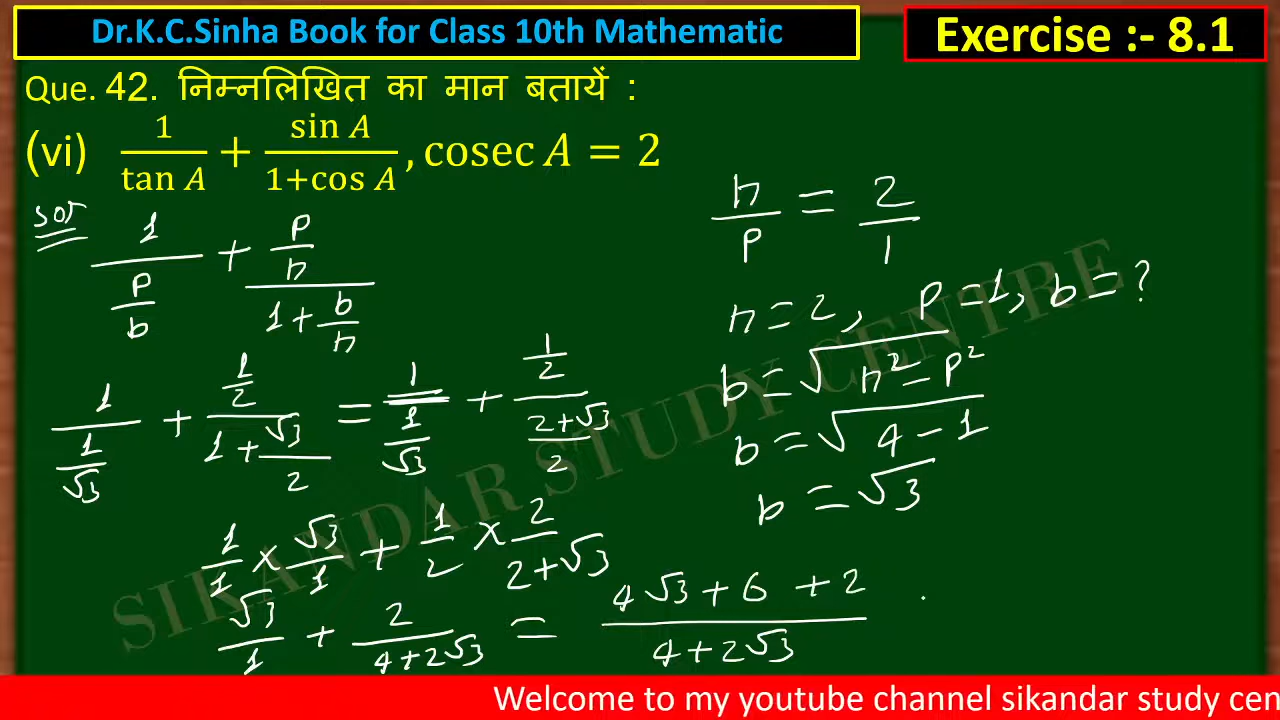 Dr.K.C.Sinha Book for Class 10th Mathematic
Exercise :- 8.1
Que. 42. निम्नलिखित का मान बतायें :
(vi) 1/tan A + sin A/1+cos A , cosec A = 2
sol
1/(p/b) + (p/h)/(1+b/h)
1/(1/√3) + (1/2)/(1+√3/2) = 1/(1/√3) + (1/2)/((2+√3)/2)
1/1 × √3/1 + 1/2 × 2/(2+√3)
√3/1 + 2/(4+2√3) = (4√3+6+2)/(4+2√3)
h/p = 2/1
h = 2, p = 1, b = ?
b = √(h²-p²)
b = √(4-1)
b = √3
SIKANDAR STUDY CENTRE
Welcome to my youtube channel sikandar study cen